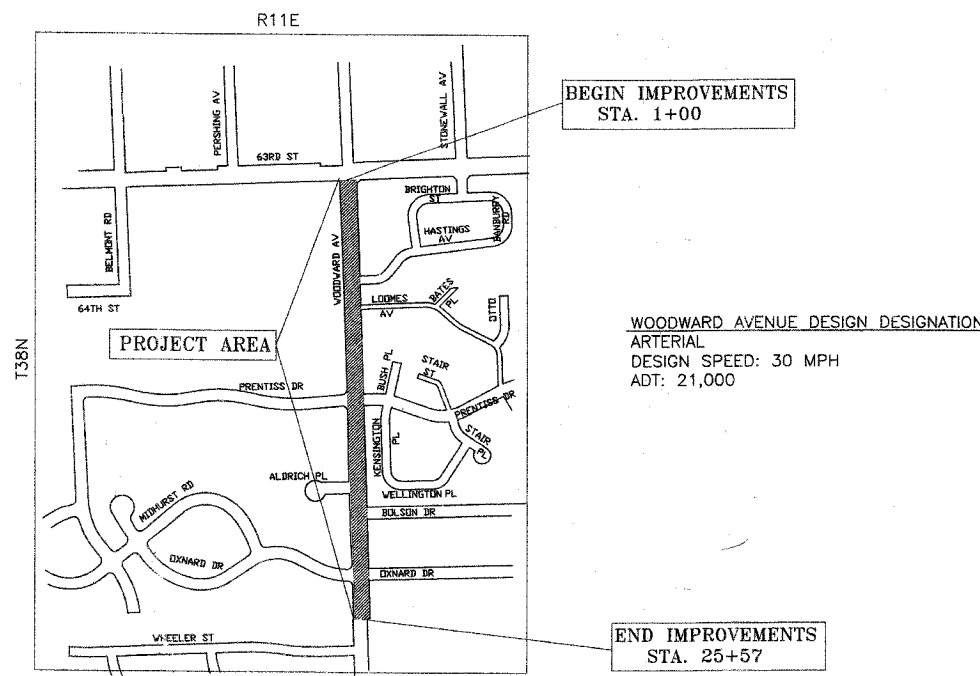 R11E
T38N
BEGIN IMPROVEMENTS
STA. 1+00
PERSHING AV
STONEWALL AV
63RD ST
BELMONT RD
64TH ST
WOODWARD AV
BRIGHTON
ST
BANBURRY
RD
HASTINGS
AV
LOOMES
AV
BATES
PL
OTTO
PROJECT AREA
WOODWARD AVENUE DESIGN DESIGNATION
ARTERIAL
DESIGN SPEED: 30 MPH
ADT: 21,000
PRENTISS DR
BUSH PL
STAIR
ST
PRENTISS DR
KENSINGTON
PL
STAIR
PL
ALDRICH PL
WELLINGTON PL
BOLSON DR
MIDHURST RD
OXNARD DR
OXNARD DR
WHEELER ST
END IMPROVEMENTS
STA. 25+57